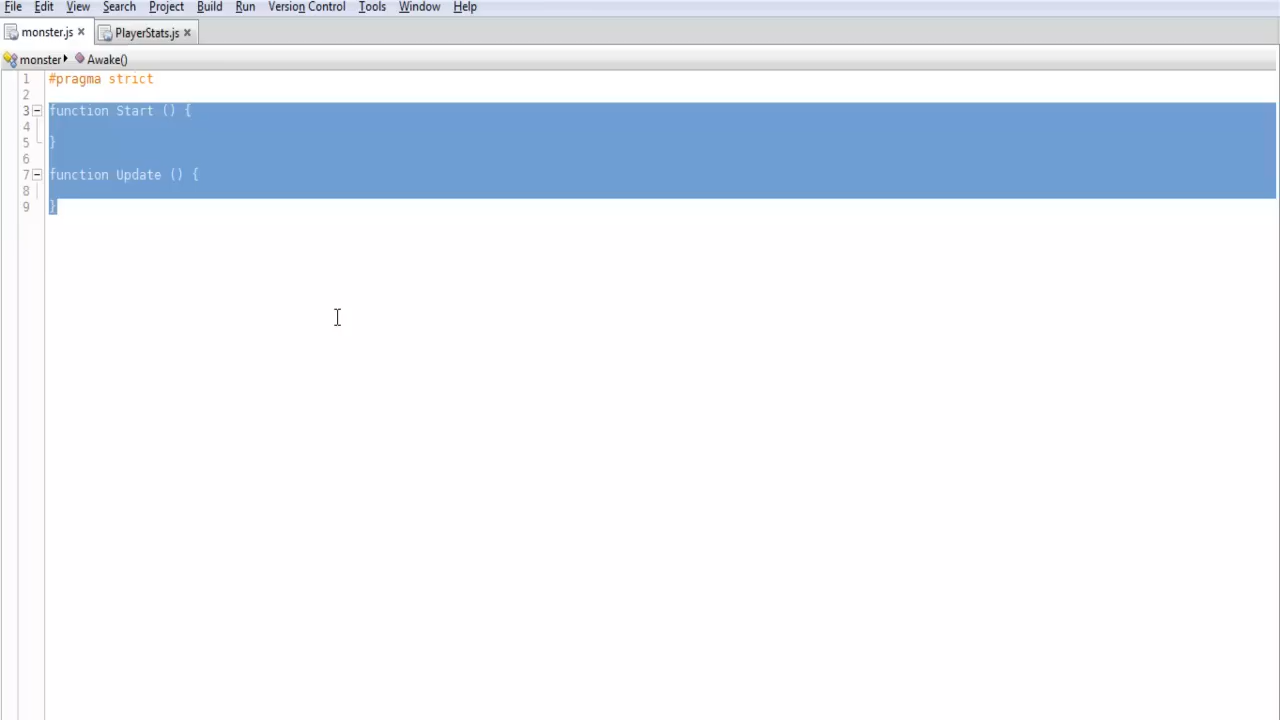 File Edit View Search Project Build Run Version Control Tools Window Help
monster.js PlayerStats.js
monster Awake()
1 #pragma strict
2
3 function Start () {
4
5 }
6
7 function Update () {
8
9 }